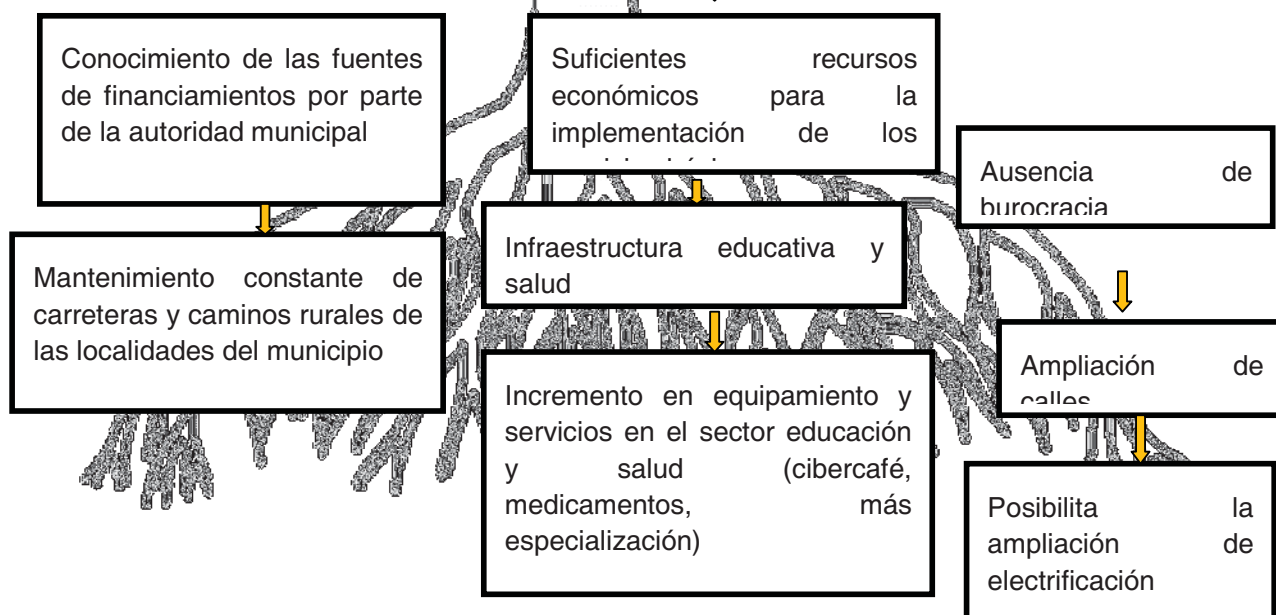 Conocimiento de las fuentes
de financiamientos por parte
de la autoridad municipal
Mantenimiento constante de
carreteras y caminos rurales de
las localidades del municipio
Suficientes recursos
económicos para la
implementación de los
Infraestructura educativa y
salud
Incremento en equipamiento y
servicios en el sector educación
y salud (cibercafé,
medicamentos, más
especialización)
Ausencia de
burocracia
Ampliación de
calles
Posibilita la
ampliación de
electrificación